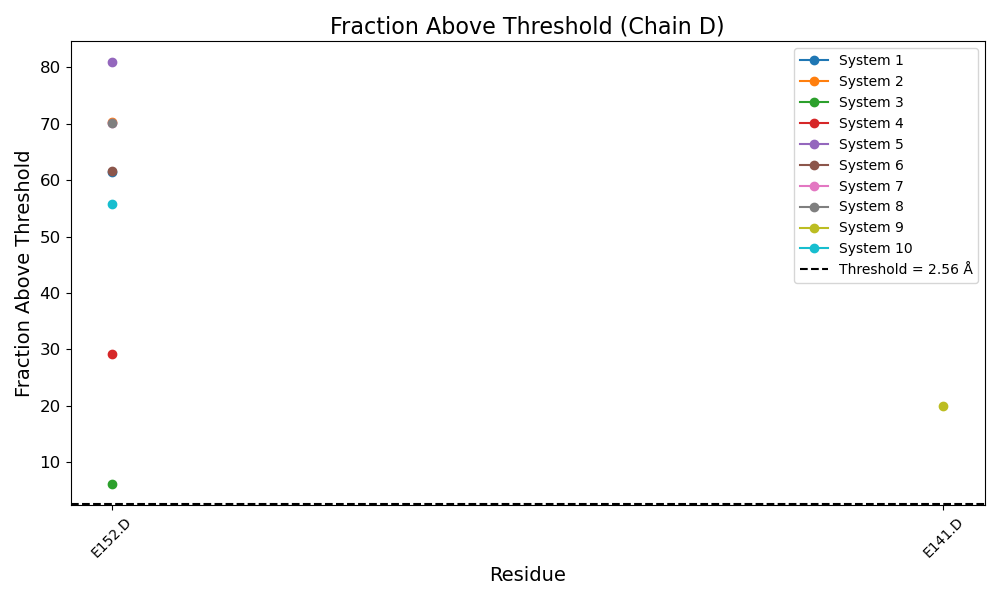 Fraction Above Threshold (Chain D)
Fraction Above Threshold
80
70
60
50
40
30
20
10
System 1
System 2
System 3
System 4
System 5
System 6
System 7
System 8
System 9
System 10
Threshold = 2.56 Å
E152.D
E141.D
Residue